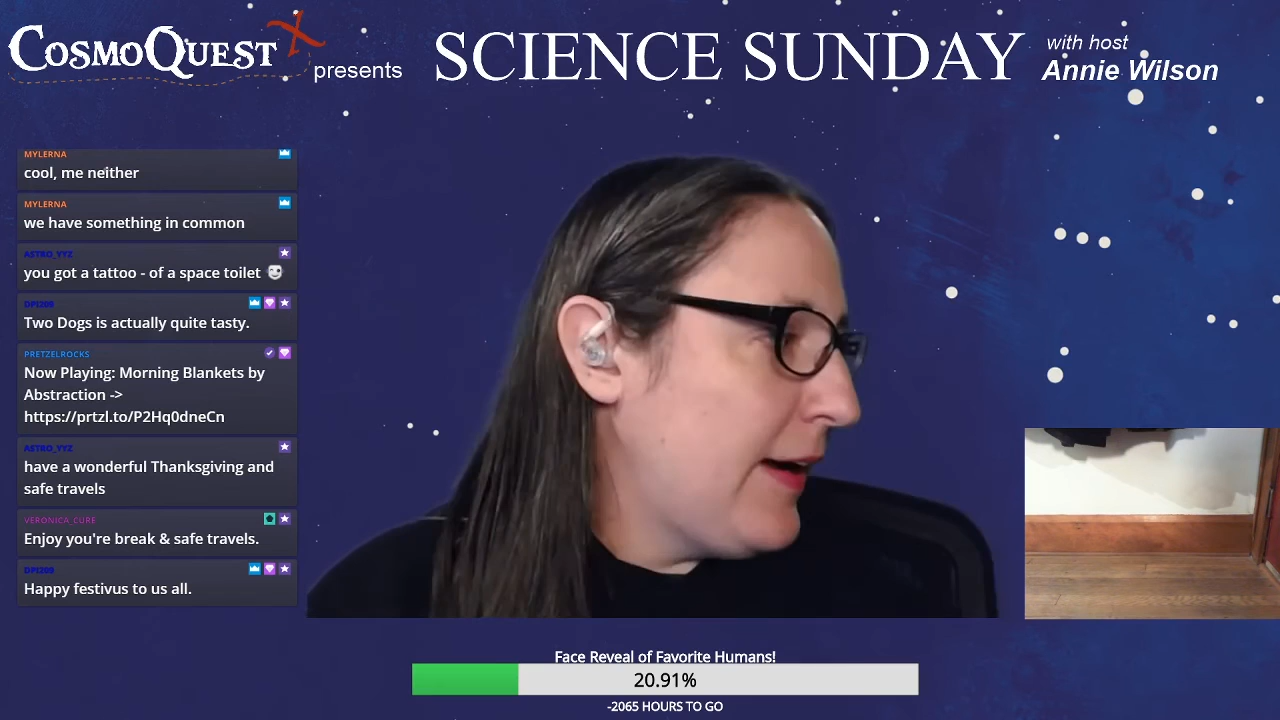 CosmoQuest X
presents
SCIENCE SUNDAY
with host
Annie Wilson
MYLERNA
cool, me neither
MYLERNA
we have something in common
ASTRO_YYZ
you got a tattoo - of a space toilet
Two Dogs is actually quite tasty.
PRETZELROCKS
Now Playing: Morning Blankets by
Abstraction ->
https://prtzl.to/P2Hq0dneCn
ASTRO_YYZ
have a wonderful Thanksgiving and
safe travels
VERONICA_CURE
Enjoy you're break & safe travels.
Happy festivus to us all.
Face Reveal of Favorite Humans!
20.91%
-2065 HOURS TO GO